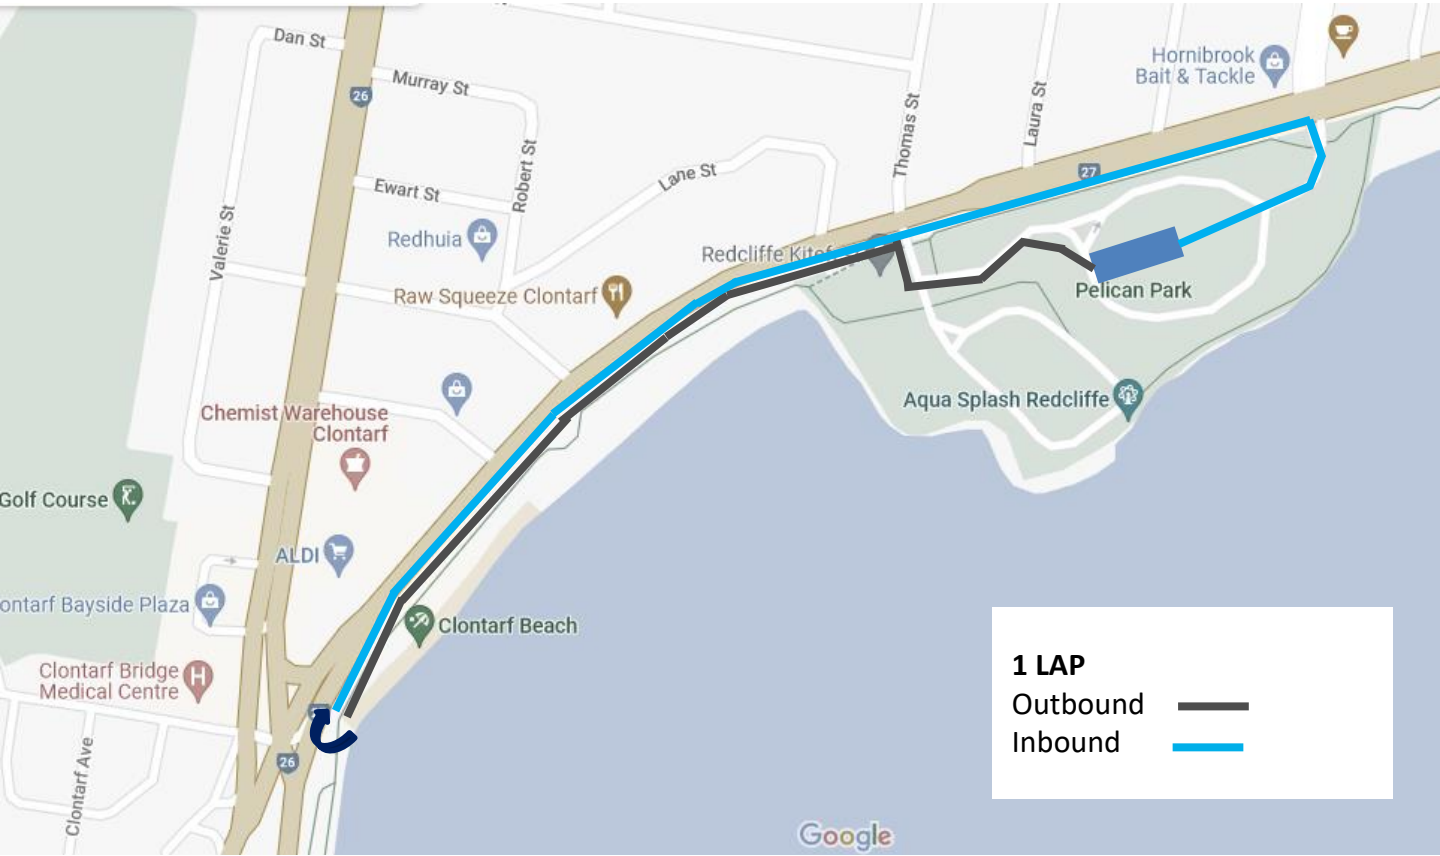 Dan St
26
Murray St
Thomas St
Laura St
Hornibrook
Bait & Tackle
Robert St
Lane St
27
Ewart St
Valerie St
Redhuia
Redcliffe
Raw Squeeze Clontarf
Pelican Park
Aqua Splash Redcliffe
Chemist Warehouse
Clontarf
Golf Course
ALDI
ontarf Bayside Plaza
Clontarf Beach
Clontarf Bridge
Medical Centre
26
Clontarf Ave
1 LAP
Outbound
Inbound
Google